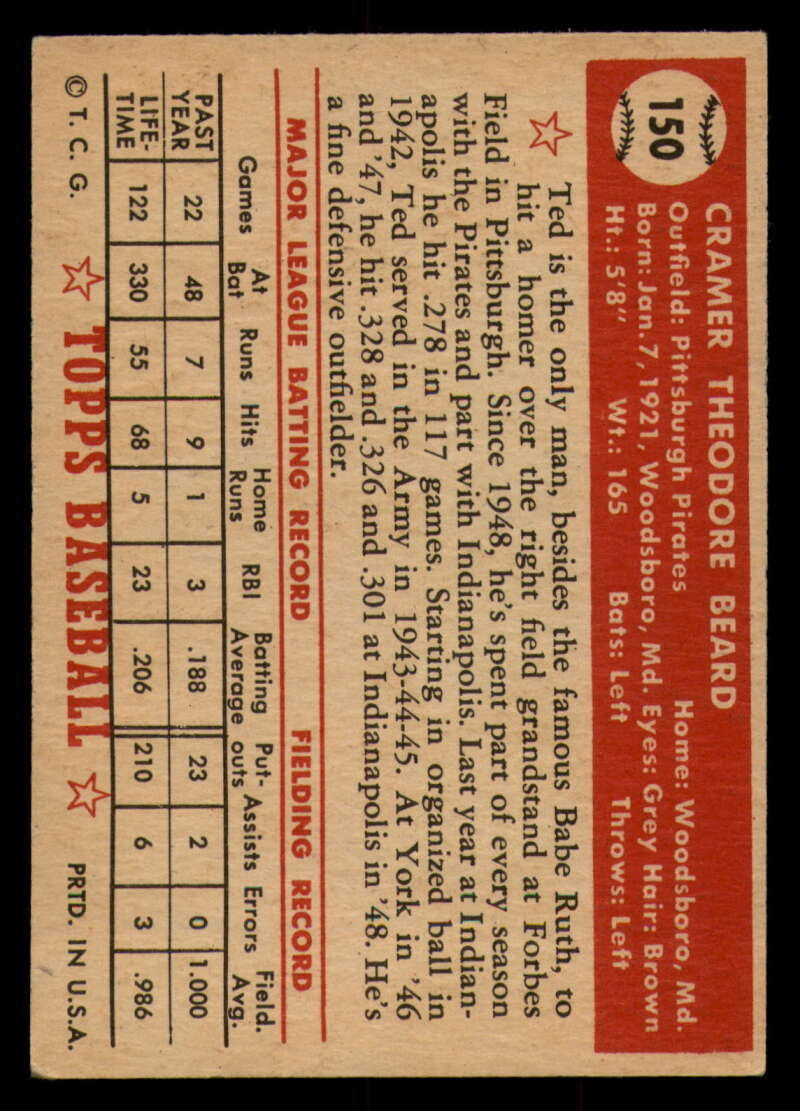 150
CRAMER THEODORE BEARD
Outfield: Pittsburgh Pirates Home: Woodsboro, Md.
Born: Jan. 7, 1921, Woodsboro, Md. Eyes: Grey Hair: Brown
Ht.: 5'8" Wt.: 165 Bats: Left Throws: Left
Ted is the only man, besides the famous Babe Ruth, to
hit a homer over the right field grandstand at Forbes
Field in Pittsburgh. Since 1948, he's spent part of every season
with the Pirates and part with Indianapolis. Last year at Indian-
apolis he hit .278 in 117 games. Starting in organized ball in
1942, Ted served in the Army in 1943-44-45. At York in '46
and '47, he hit .328 and .326 and .301 at Indianapolis in '48. He's
a fine defensive outfielder.
MAJOR LEAGUE BATTING RECORD FIELDING RECORD
Games At Bat Runs Hits Home Runs RBI Batting Average Put-outs Assists Errors Field. Avg.
PAST YEAR 22 48 7 9 1 3 .188 23 2 0 1.000
LIFE-TIME 122 330 55 68 5 23 .206 210 6 3 .986
© T. C. G. TOPPS BASEBALL PRTD. IN U.S.A.